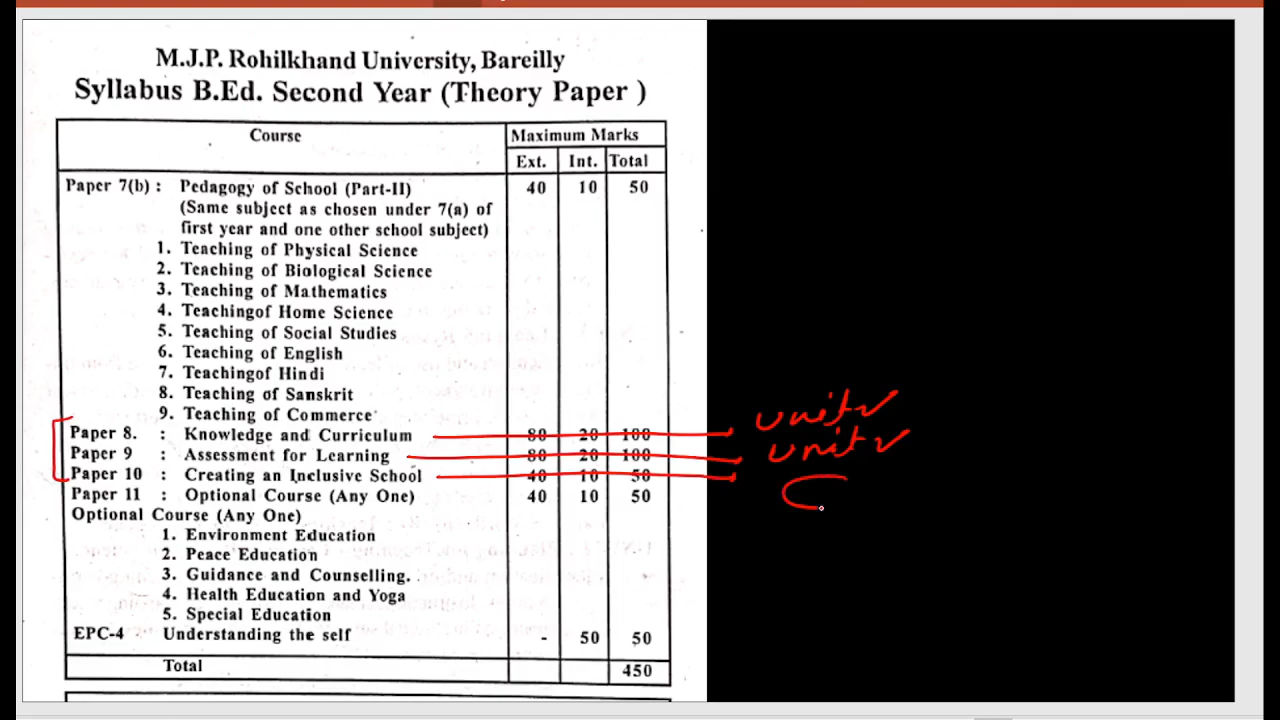 M.J.P. Rohilkhand University, Bareilly
Syllabus B.Ed. Second Year (Theory Paper )
Course Maximum Marks
Ext. Int. Total
Paper 7(b) : Pedagogy of School (Part-II) 40 10 50
(Same subject as chosen under 7(a) of
first year and one other school subject)
1. Teaching of Physical Science
2. Teaching of Biological Science
3. Teaching of Mathematics
4. Teachingof Home Science
5. Teaching of Social Studies
6. Teaching of English
7. Teachingof Hindi
8. Teaching of Sanskrit
9. Teaching of Commerce
Paper 8. : Knowledge and Curriculum 80 20 100 unit
Paper 9 : Assessment for Learning 80 20 100 unit
Paper 10 : Creating an Inclusive School 40 10 50
Paper 11 : Optional Course (Any One) 40 10 50
Optional Course (Any One)
1. Environment Education
2. Peace Education
3. Guidance and Counselling.
4. Health Education and Yoga
5. Special Education
EPC-4 Understanding the self - 50 50
Total 450